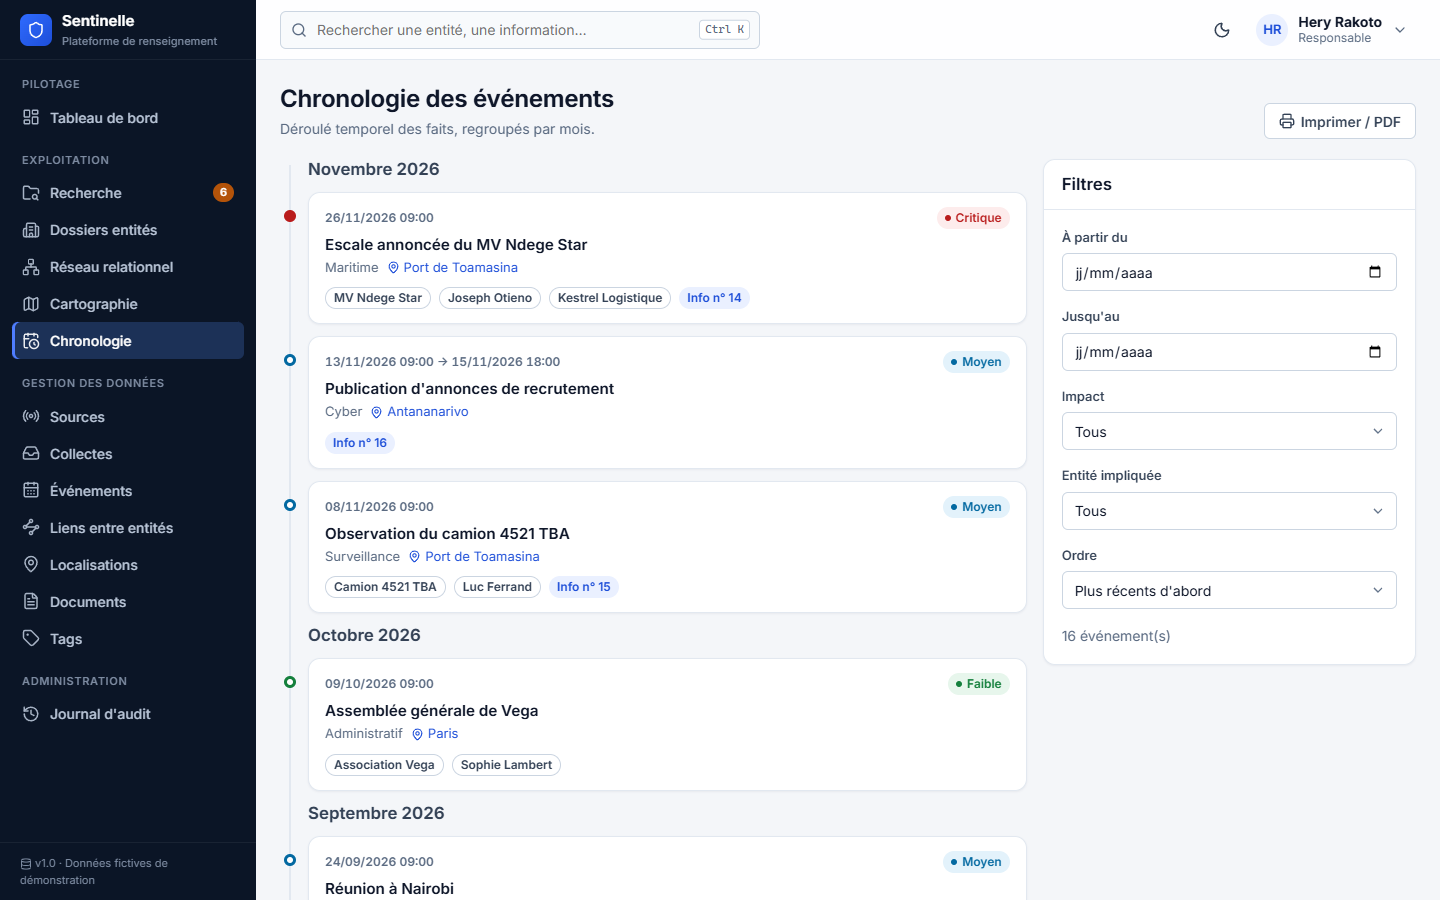 Sentinelle
Plateforme de renseignement
PILOTAGE
Tableau de bord
EXPLOITATION
Recherche 6
Dossiers entités
Réseau relationnel
Cartographie
Chronologie
GESTION DES DONNÉES
Sources
Collectes
Événements
Liens entre entités
Localisations
Documents
Tags
ADMINISTRATION
Journal d'audit
v1.0 · Données fictives de
démonstration
Rechercher une entité, une information... Ctrl K
HR Hery Rakoto
Responsable
Chronologie des événements
Déroulé temporel des faits, regroupés par mois.
Imprimer / PDF
Novembre 2026
26/11/2026 09:00 Critique
Escale annoncée du MV Ndege Star
Maritime Port de Toamasina
MV Ndege Star Joseph Otieno Kestrel Logistique Info n° 14
13/11/2026 09:00 → 15/11/2026 18:00 Moyen
Publication d'annonces de recrutement
Cyber Antananarivo
Info n° 16
08/11/2026 09:00 Moyen
Observation du camion 4521 TBA
Surveillance Port de Toamasina
Camion 4521 TBA Luc Ferrand Info n° 15
Octobre 2026
09/10/2026 09:00 Faible
Assemblée générale de Vega
Administratif Paris
Association Vega Sophie Lambert
Septembre 2026
24/09/2026 09:00 Moyen
Réunion à Nairobi
Filtres
À partir du
jj/mm/aaaa
Jusqu'au
jj/mm/aaaa
Impact
Tous
Entité impliquée
Tous
Ordre
Plus récents d'abord
16 événement(s)